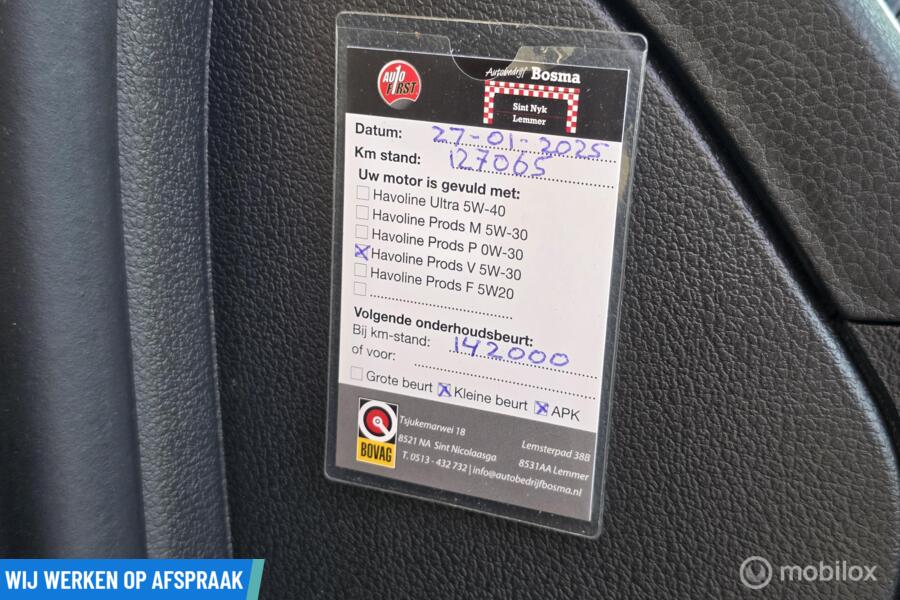 AUTO FIRST
Autobedrijf Bosma
Sint Nyk
Lemmer
Datum: 27-01-2025
Km stand: 127065
Uw motor is gevuld met:
Havoline Ultra 5W-40
Havoline Prods M 5W-30
Havoline Prods P 0W-30
Havoline Prods V 5W-30
Havoline Prods F 5W20
Volgende onderhoudsbeurt:
Bij km-stand: 142000
of voor:
Grote beurt Kleine beurt APK
BOVAG
Tsjukemarwei 18 Lemsterpad 38B
8521 NA Sint Nicolaasga 8531AA Lemmer
T. 0513 - 432 732 | info@autobedrijfbosma.nl
WIJ WERKEN OP AFSPRAAK
mobilox